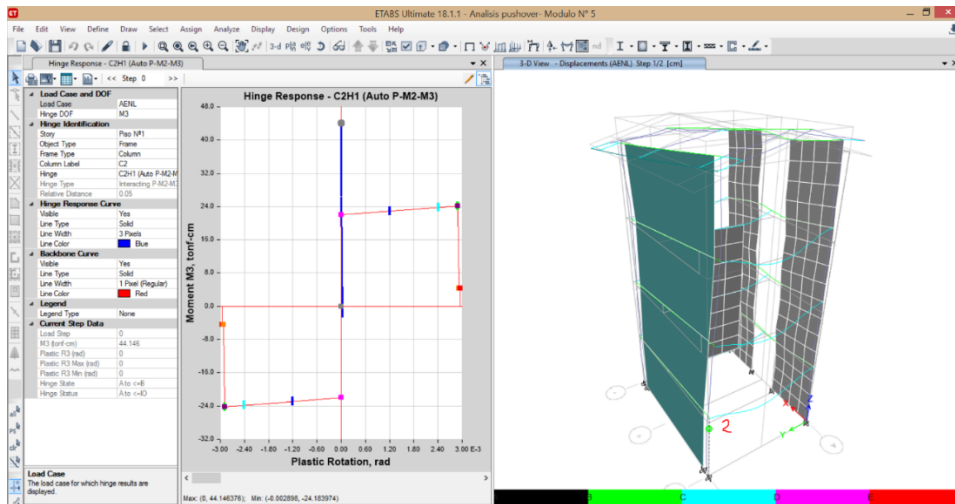 ETABS Ultimate 18.1.1 - Analisis pushover- Modulo N° 5
File Edit View Define Draw Select Assign Analyze Display Design Options Tools Help
Hinge Response - C2H1 (Auto P-M2-M3)
<< Step 0 >>
Load Case and DOF
Load Case AENL
Hinge DOF M3
Hinge Identification
Story Piso Nº1
Object Type Frame
Frame Type Column
Column Label C2
Hinge C2H1 (Auto P-M2-M
Hinge Type Interacting P-M2-M
Relative Distance 0.05
Hinge Response Curve
Visible Yes
Line Type Solid
Line Width 3 Pixels
Line Color Blue
Backbone Curve
Visible Yes
Line Type Solid
Line Width 1 Pixel (Regular)
Line Color Red
Legend
Legend Type None
Current Step Data
Load Step 0
M3 (tonf-cm) 44.146
Plastic R3 (rad) 0
Plastic R3 Max (rad) 0
Plastic R3 Min (rad) 0
Hinge State A to <=B
Hinge Status A to <=IO
Load Case
The load case for which hinge results are
displayed.
Hinge Response - C2H1 (Auto P-M2-M3)
48.0
40.0
32.0
24.0
16.0
8.0
0.0
-8.0
-16.0
-24.0
-32.0
Moment M3, tonf-cm
-3.00 -2.40 -1.80 -1.20 -0.60 0.00 0.60 1.20 1.80 2.40 3.00 E-3
Plastic Rotation, rad
Max: (0, 44.146376); Min: (-0.002898, -24.183974)
3-D View - Displacements (AENL) Step 1/2 [cm]
2
Z
X
Y
B C D E